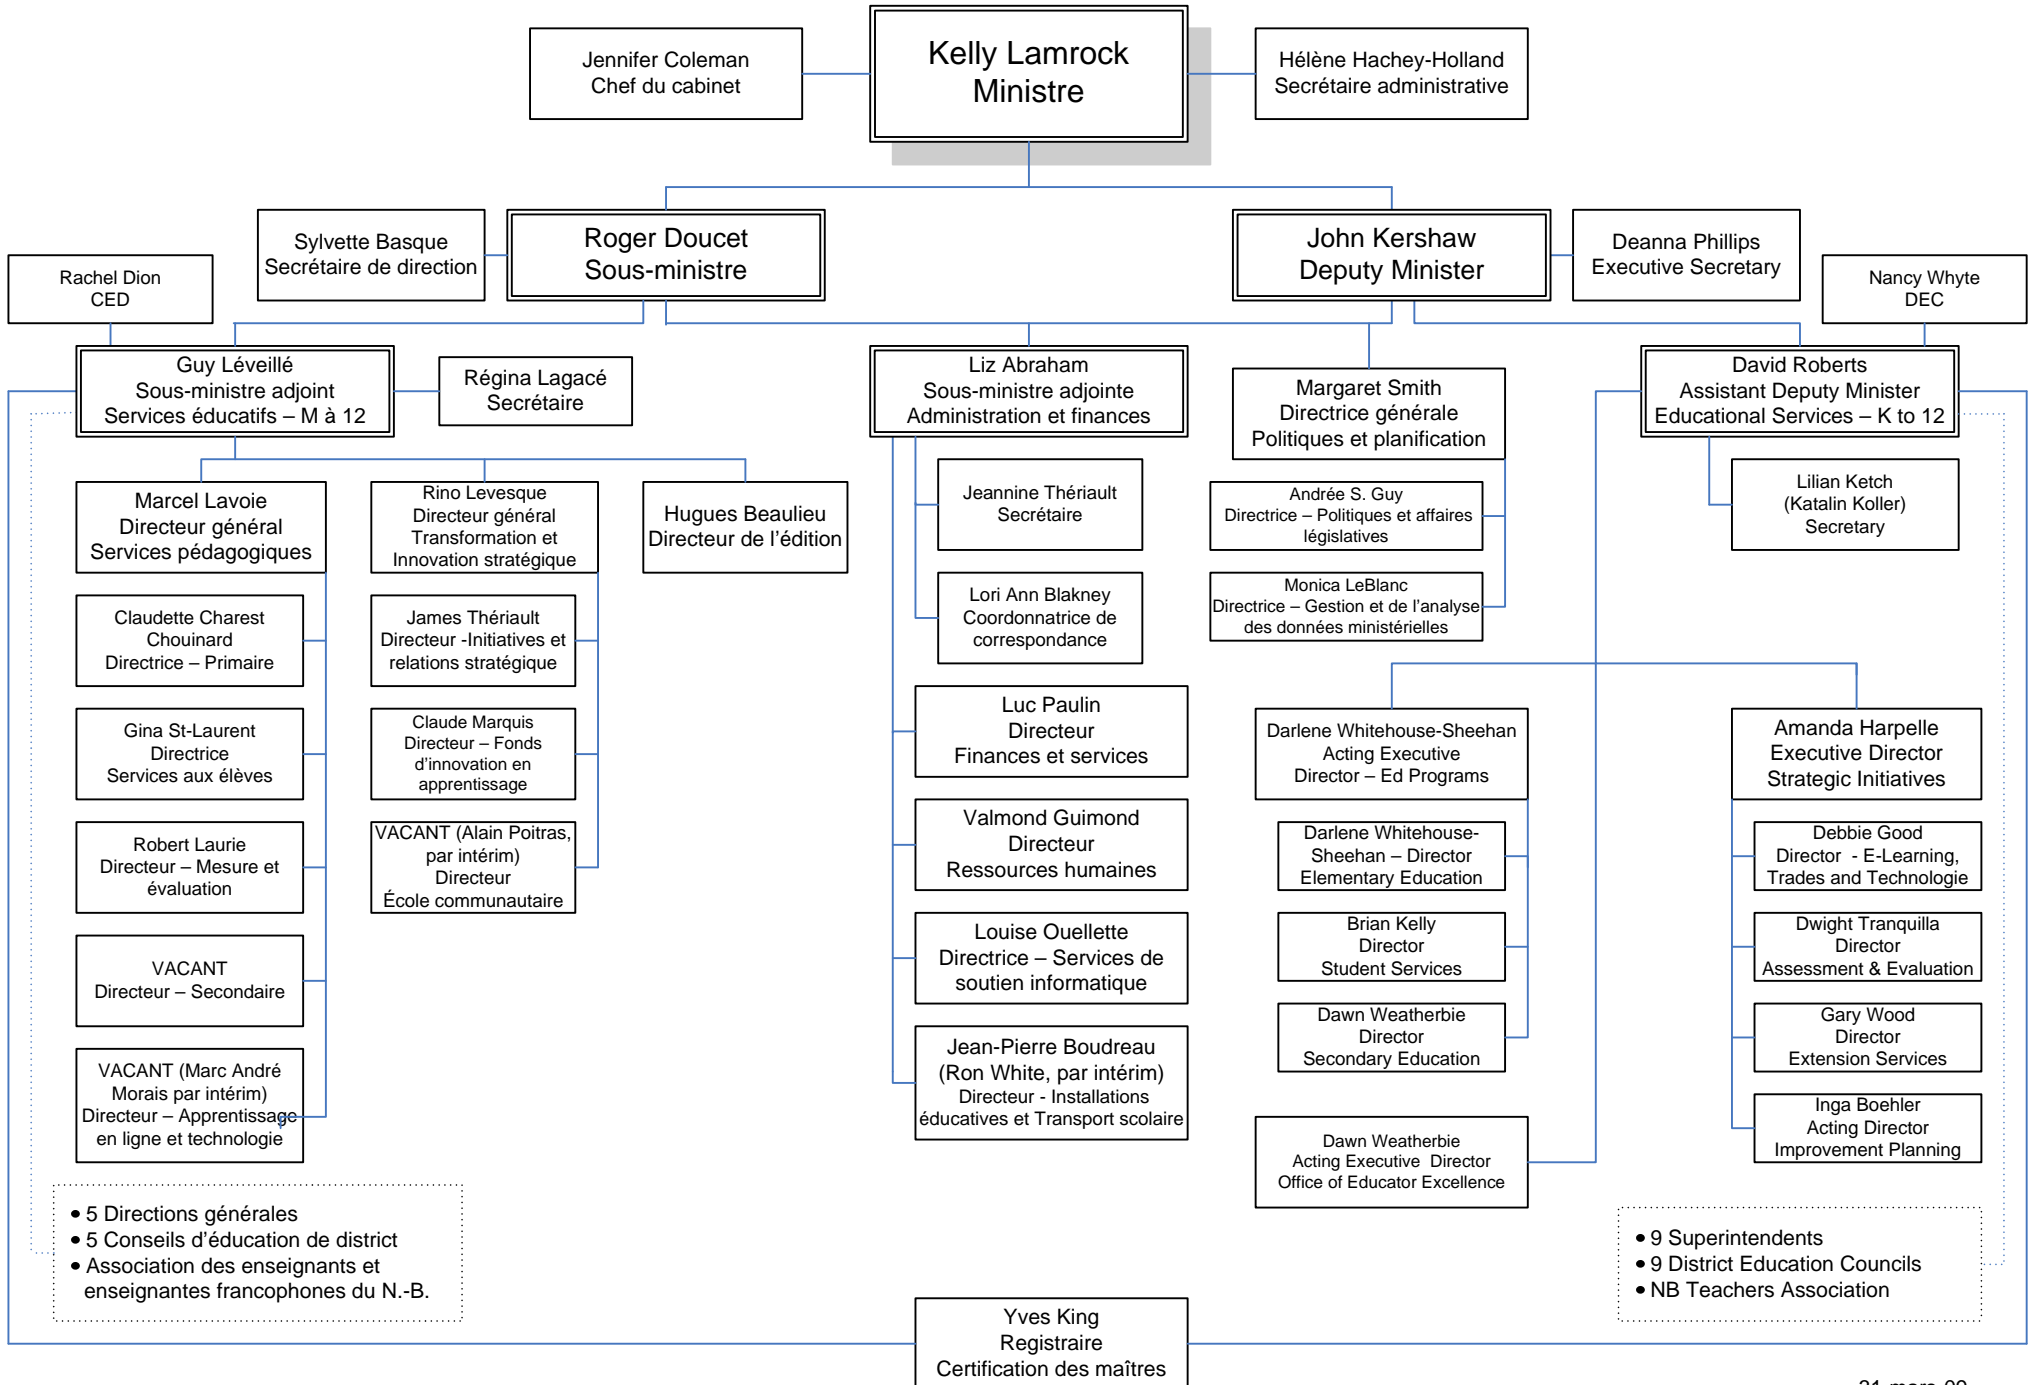 Kelly Lamrock
Ministre
Jennifer Coleman
Chef du cabinet
Hélène Hachey-Holland
Secrétaire administrative
Sylvette Basque
Secrétaire de direction
Roger Doucet
Sous-ministre
John Kershaw
Deputy Minister
Deanna Phillips
Executive Secretary
Rachel Dion
CED
Nancy Whyte
DEC
Guy Léveillé
Sous-ministre adjoint
Services éducatifs – M à 12
Régina Lagacé
Secrétaire
Liz Abraham
Sous-ministre adjointe
Administration et finances
Margaret Smith
Directrice générale
Politiques et planification
David Roberts
Assistant Deputy Minister
Educational Services – K to 12
Marcel Lavoie
Directeur général
Services pédagogiques
Rino Levesque
Directeur général
Transformation et
Innovation stratégique
Hugues Beaulieu
Directeur de l'édition
Jeannine Thériault
Secrétaire
Andrée S. Guy
Directrice – Politiques et affaires
législatives
Lilian Ketch
(Katalin Koller)
Secretary
Claudette Charest
Chouinard
Directrice – Primaire
James Thériault
Directeur -Initiatives et
relations stratégique
Lori Ann Blakney
Coordonnatrice de
correspondance
Monica LeBlanc
Directrice – Gestion et de l'analyse
des données ministérielles
Gina St-Laurent
Directrice
Services aux élèves
Claude Marquis
Directeur – Fonds
d'innovation en
apprentissage
Luc Paulin
Directeur
Finances et services
Darlene Whitehouse-Sheehan
Acting Executive
Director – Ed Programs
Amanda Harpelle
Executive Director
Strategic Initiatives
Robert Laurie
Directeur – Mesure et
évaluation
VACANT (Alain Poitras,
par intérim)
Directeur
École communautaire
Valmond Guimond
Directeur
Ressources humaines
Darlene Whitehouse-
Sheehan – Director
Elementary Education
Debbie Good
Director  - E-Learning,
Trades and Technologie
VACANT
Directeur – Secondaire
Louise Ouellette
Directrice – Services de
soutien informatique
Brian Kelly
Director
Student Services
Dwight Tranquilla
Director
Assessment & Evaluation
VACANT (Marc André
Morais par intérim)
Directeur – Apprentissage
en ligne et technologie
Jean-Pierre Boudreau
(Ron White, par intérim)
Directeur - Installations
éducatives et Transport scolaire
Dawn Weatherbie
Director
Secondary Education
Gary Wood
Director
Extension Services
Dawn Weatherbie
Acting Executive  Director
Office of Educator Excellence
Inga Boehler
Acting Director
Improvement Planning
• 5 Directions générales
• 5 Conseils d'éducation de district
• Association des enseignants et
enseignantes francophones du N.-B.
• 9 Superintendents
• 9 District Education Councils
• NB Teachers Association
Yves King
Registraire
Certification des maîtres